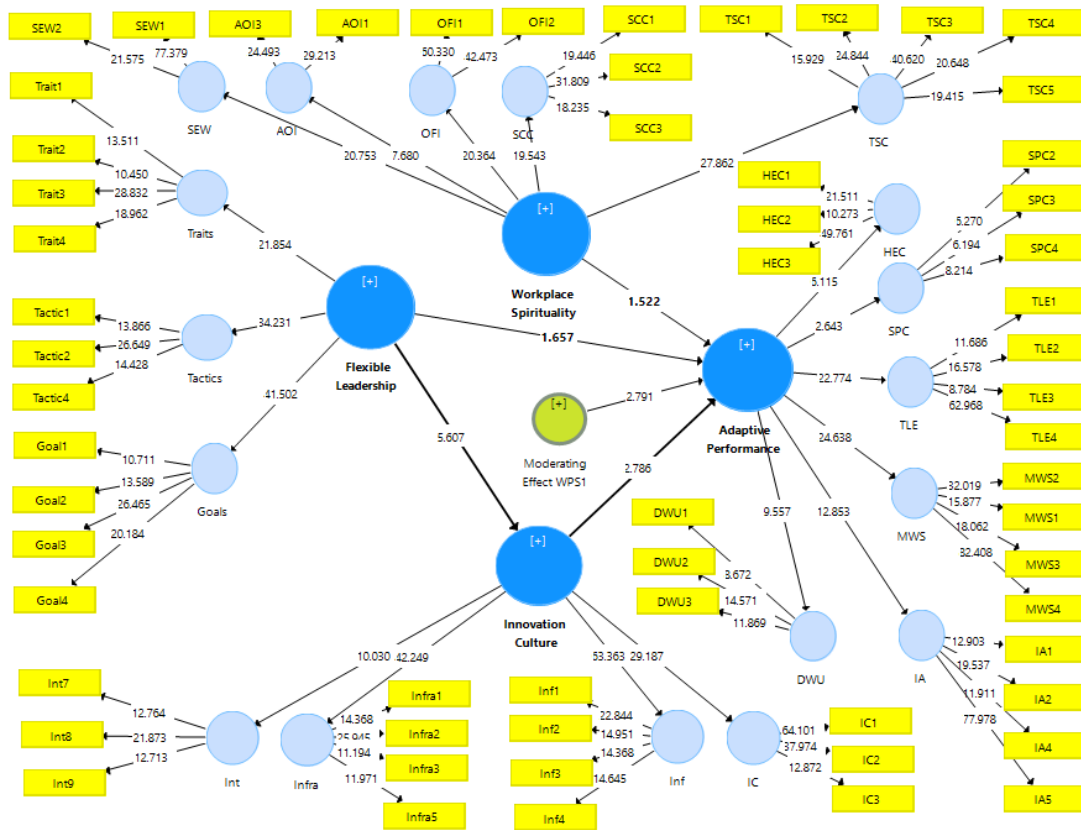 SEW2
SEW1
AOI3
AOI1
OFI1
OFI2
SCC1
TSC1
TSC2
TSC3
TSC4
21.575
77.379
24.493
29.213
50.330
42.473
19.446
15.929
24.844
40.620
20.648
Trait1
SCC2
31.809
TSC5
19.415
SEW
AOI
OFI
SCC
18.235
SCC3
TSC
13.511
20.753
7.680
20.364
19.543
27.862
SPC2
Trait2
10.450
Trait3
28.832
Trait4
18.962
Traits
HEC1
21.511
HEC2
10.273
HEC3
49.761
HEC
SPC3
5.270
6.194
SPC4
8.214
21.854
[+]
Workplace
Spirituality
5.115
SPC
[+]
1.522
2.643
TLE1
Tactic1
13.866
Tactic2
26.649
Tactic4
14.428
Tactics
34.231
Flexible
Leadership
1.657
[+]
11.686
TLE2
16.578
22.774
TLE3
8.784
TLE
62.968
TLE4
41.502
[+]
2.791
Adaptive
Performance
Moderating
Effect WPS1
24.638
Goal1
10.711
Goal2
13.589
Goal3
26.465
Goal4
20.184
Goals
5.607
2.786
9.557
12.853
MWS2
32.019
MWS1
15.877
18.062
MWS3
MWS
MWS4
DWU1
DWU2
DWU3
14.571
11.869
DWU
[+]
Innovation
Culture
12.903
IA1
19.537
IA2
11.911
IA4
77.978
IA5
IA
10.030
42.249
53.363
29.187
Int7
12.764
Int8
21.873
Int9
12.713
Int
Infra1
14.368
Infra2
Infra3
11.194
11.971
Infra5
Infra
Inf1
22.844
Inf2
14.951
Inf3
14.368
14.645
Inf4
Inf
IC1
64.101
IC2
37.974
12.872
IC3
IC